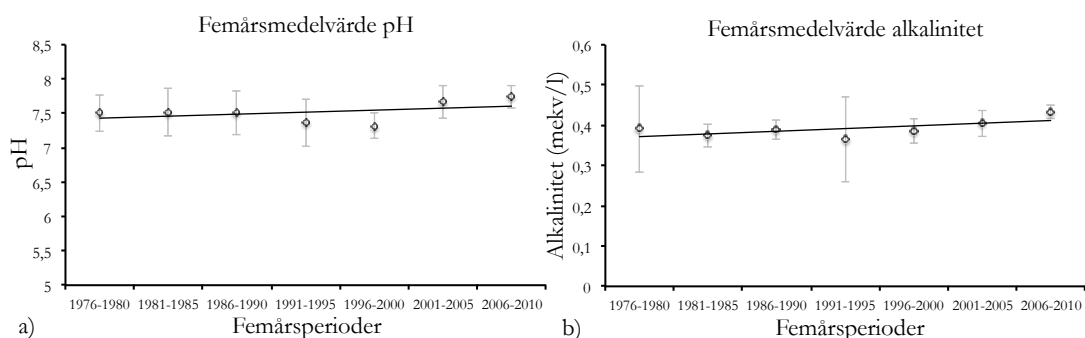 Femårsmedelvärde pH
8,5
8
7,5
7
6,5
6
5,5
5
pH
1976-1980 1981-1985 1986-1990 1991-1995 1996-2000 2001-2005 2006-2010
a)
Femårsperioder
Femårsmedelvärde alkalinitet
0,6
0,5
0,4
0,3
0,2
0,1
0
Alkalinitet (mekv/l)
1976-1980 1981-1985 1986-1990 1991-1995 1996-2000 2001-2005 2006-2010
b)
Femårsperioder